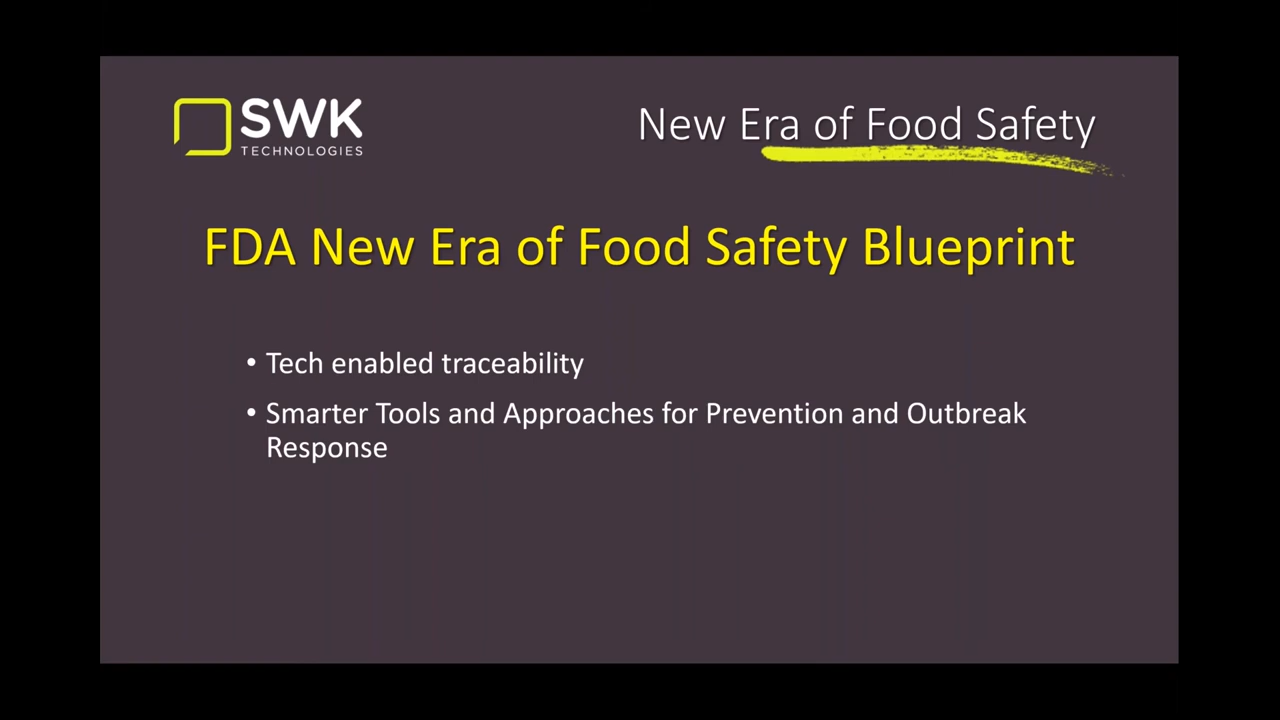 SWK
TECHNOLOGIES
New Era of Food Safety
FDA New Era of Food Safety Blueprint
• Tech enabled traceability
• Smarter Tools and Approaches for Prevention and Outbreak
Response